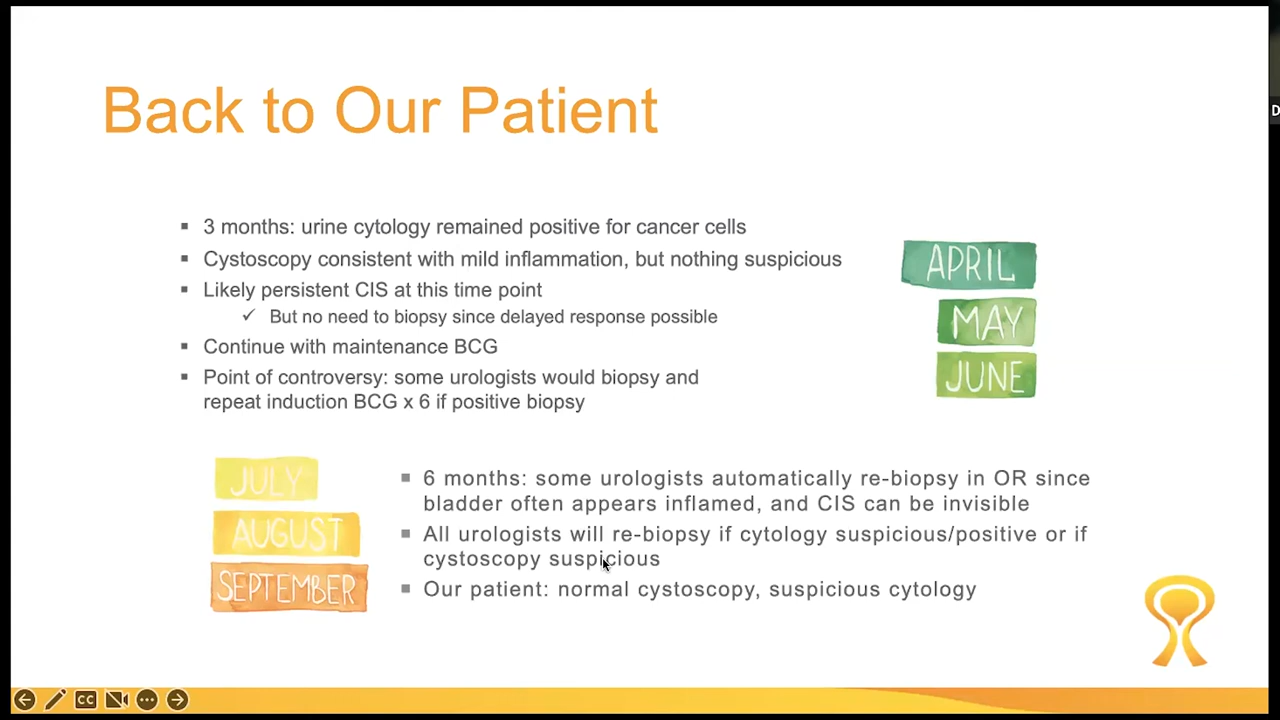 Back to Our Patient
3 months: urine cytology remained positive for cancer cells
Cystoscopy consistent with mild inflammation, but nothing suspicious
Likely persistent CIS at this time point
But no need to biopsy since delayed response possible
Continue with maintenance BCG
Point of controversy: some urologists would biopsy and
repeat induction BCG x 6 if positive biopsy
APRIL
MAY
JUNE
JULY
AUGUST
SEPTEMBER
6 months: some urologists automatically re-biopsy in OR since
bladder often appears inflamed, and CIS can be invisible
All urologists will re-biopsy if cytology suspicious/positive or if
cystoscopy suspicious
Our patient: normal cystoscopy, suspicious cytology
CC
D